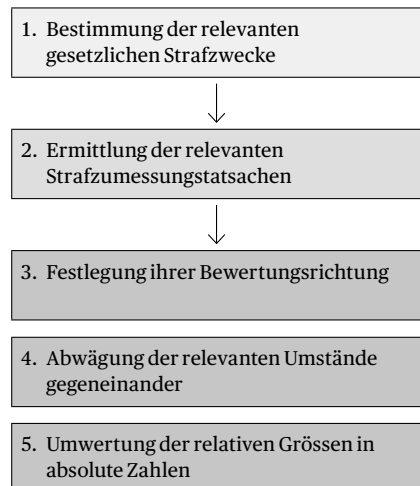 1. Bestimmung der relevanten
gesetzlichen Strafzwecke
2. Ermittlung der relevanten
Strafzumessungstatsachen
3. Festlegung ihrer Bewertungsrichtung
4. Abwägung der relevanten Umstände
gegeneinander
5. Umwertung der relativen Grössen in
absolute Zahlen